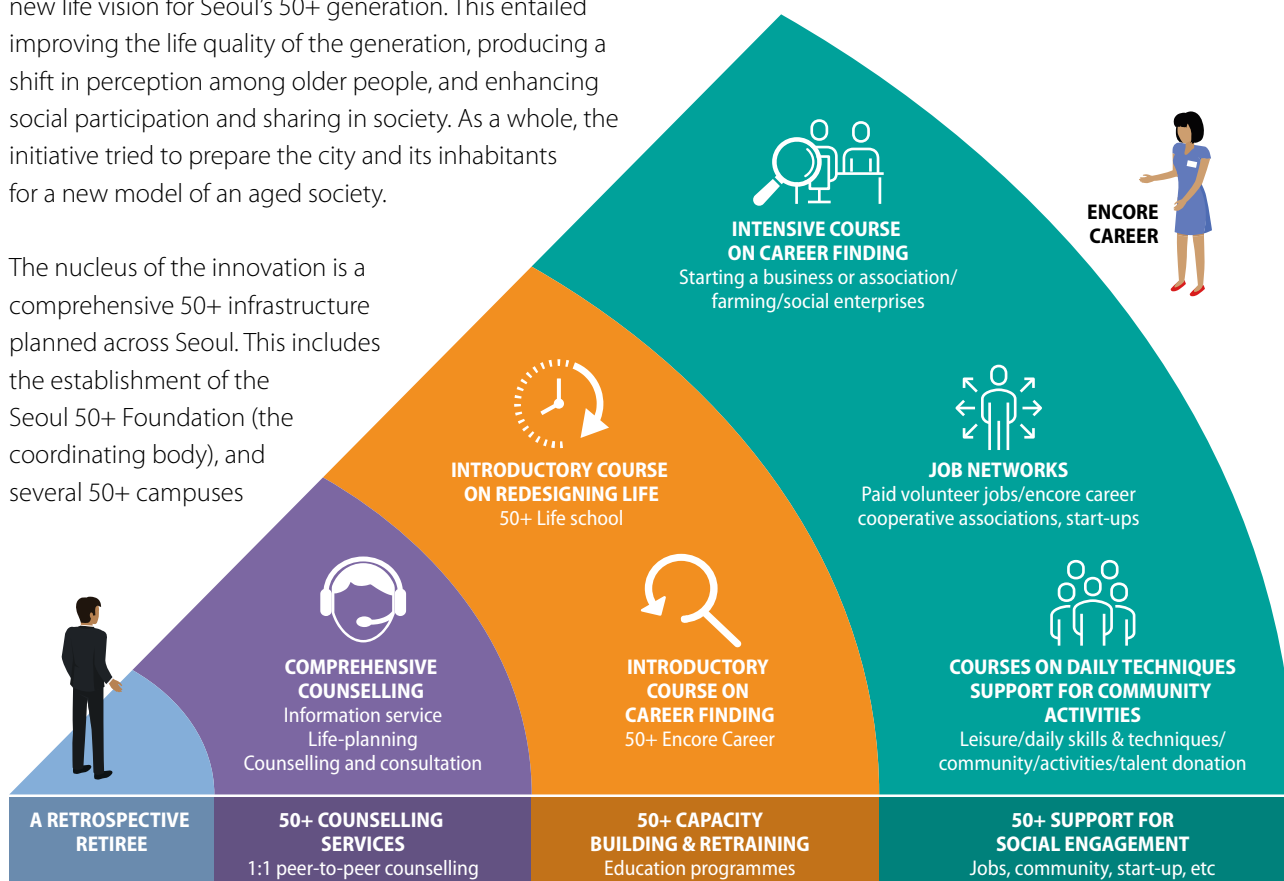 new life vision for Seoul's 50+ generation. This entailed
improving the life quality of the generation, producing a
shift in perception among older people, and enhancing
social participation and sharing in society. As a whole, the
initiative tried to prepare the city and its inhabitants
for a new model of an aged society.
The nucleus of the innovation is a
comprehensive 50+ infrastructure
planned across Seoul. This includes
the establishment of the
Seoul 50+ Foundation (the
coordinating body), and
several 50+ campuses
ENCORE
CAREER
INTENSIVE COURSE
ON CAREER FINDING
Starting a business or association/
farming/social enterprises
JOB NETWORKS
Paid volunteer jobs/encore career
cooperative associations, start-ups
COURSES ON DAILY TECHNIQUES
SUPPORT FOR COMMUNITY
ACTIVITIES
Leisure/daily skills & techniques/
community/activities/talent donation
INTRODUCTORY COURSE
ON REDESIGNING LIFE
50+ Life school
INTRODUCTORY
COURSE ON
CAREER FINDING
50+ Encore Career
COMPREHENSIVE
COUNSELLING
Information service
Life-planning
Counselling and consultation
A RETROSPECTIVE
RETIREE
50+ COUNSELLING
SERVICES
1:1 peer-to-peer counselling
50+ CAPACITY
BUILDING & RETRAINING
Education programmes
50+ SUPPORT FOR
SOCIAL ENGAGEMENT
Jobs, community, start-up, etc